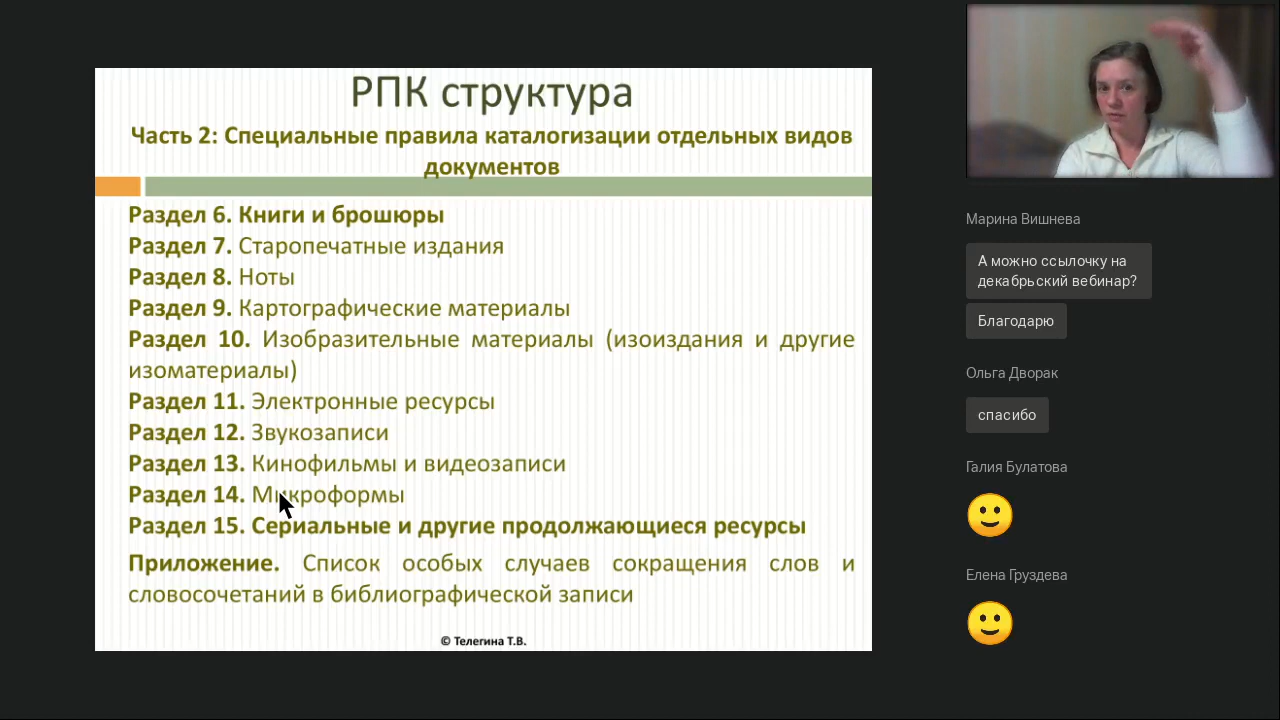 РПК структура
Часть 2: Специальные правила каталогизации отдельных видов
документов
Раздел 6. Книги и брошюры
Раздел 7. Старопечатные издания
Раздел 8. Ноты
Раздел 9. Картографические материалы
Раздел 10. Изобразительные материалы (изоиздания и другие
изоматериалы)
Раздел 11. Электронные ресурсы
Раздел 12. Звукозаписи
Раздел 13. Кинофильмы и видеозаписи
Раздел 14. Микроформы
Раздел 15. Сериальные и другие продолжающиеся ресурсы
Приложение. Список особых случаев сокращения слов и
словосочетаний в библиографической записи
© Телегина Т.В.
Марина Вишнева
А можно ссылочку на
декабрьский вебинар?
Благодарю
Ольга Дворак
спасибо
Галия Булатова
Елена Груздева